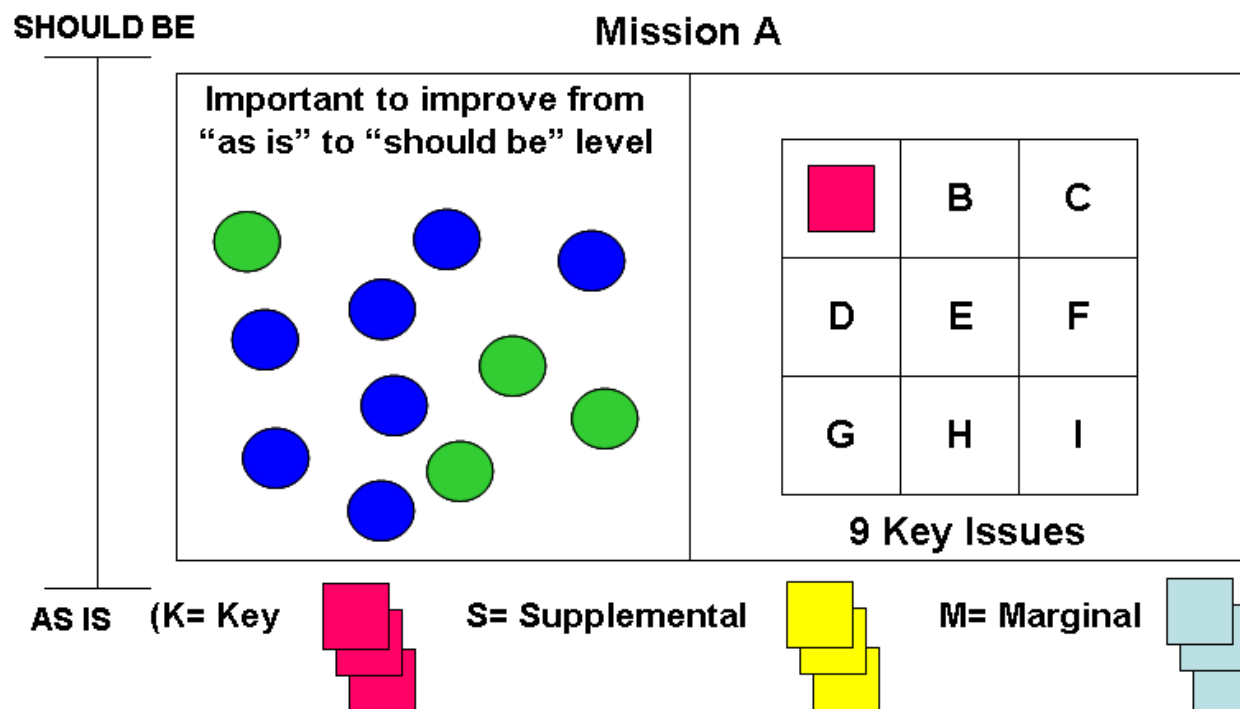 SHOULD BE
Mission A
Important to improve from
“as is” to “should be” level
B
C
D
E
F
G
H
I
9 Key Issues
AS IS
(K= Key
S= Supplemental
M= Marginal